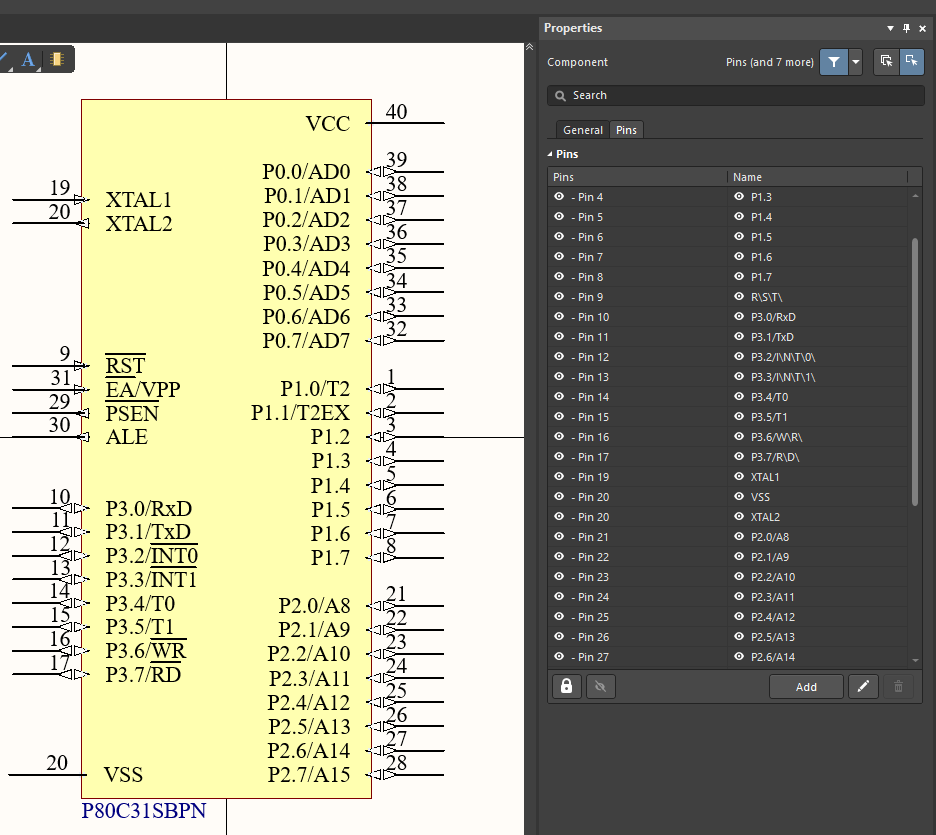 A
VCC 40
P0.0/AD0 39
P0.1/AD1 38
P0.2/AD2 37
P0.3/AD3 36
P0.4/AD4 35
P0.5/AD5 34
P0.6/AD6 33
P0.7/AD7 32
19 XTAL1
20 XTAL2
9 RST
31 EA/VPP
29 PSEN
30 ALE
P1.0/T2 1
P1.1/T2EX 2
P1.2 3
P1.3 4
P1.4 5
P1.5 6
P1.6 7
P1.7 8
10 P3.0/RxD
11 P3.1/TxD
12 P3.2/INT0
13 P3.3/INT1
14 P3.4/T0
15 P3.5/T1
16 P3.6/WR
17 P3.7/RD
P2.0/A8 21
P2.1/A9 22
P2.2/A10 23
P2.3/A11 24
P2.4/A12 25
P2.5/A13 26
P2.6/A14 27
P2.7/A15 28
20 VSS
P80C31SBPN
Properties
Component Pins (and 7 more)
Search
General Pins
Pins
Pins Name
- Pin 4 P1.3
- Pin 5 P1.4
- Pin 6 P1.5
- Pin 7 P1.6
- Pin 8 P1.7
- Pin 9 R\S\T\
- Pin 10 P3.0/RxD
- Pin 11 P3.1/TxD
- Pin 12 P3.2/I\N\T\0\
- Pin 13 P3.3/I\N\T\1\
- Pin 14 P3.4/T0
- Pin 15 P3.5/T1
- Pin 16 P3.6/W\R\
- Pin 17 P3.7/R\D\
- Pin 19 XTAL1
- Pin 20 VSS
- Pin 20 XTAL2
- Pin 21 P2.0/A8
- Pin 22 P2.1/A9
- Pin 23 P2.2/A10
- Pin 24 P2.3/A11
- Pin 25 P2.4/A12
- Pin 26 P2.5/A13
- Pin 27 P2.6/A14
Add